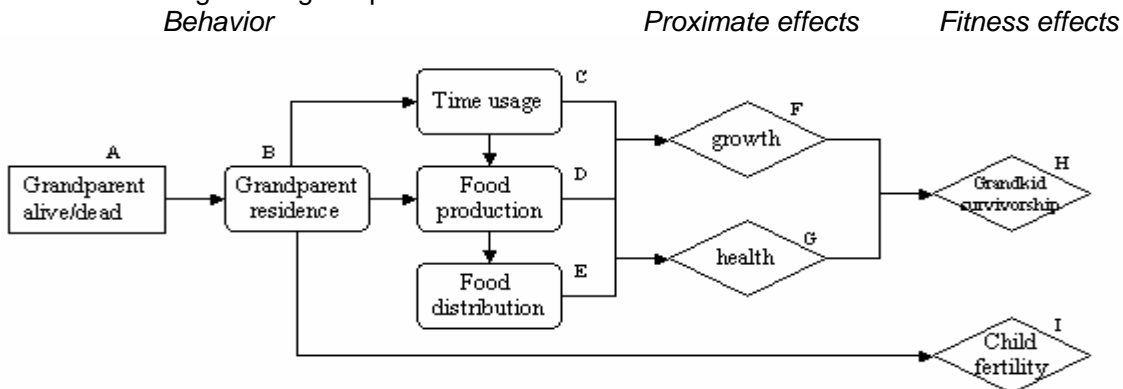 Behavior Proximate effects Fitness effects
C
Time usage
F
growth
A
Grandparent
alive/dead
B
Grandparent
residence
D
Food
production
H
Grandkid
survivorship
G
health
E
Food
distribution
I
Child
fertility